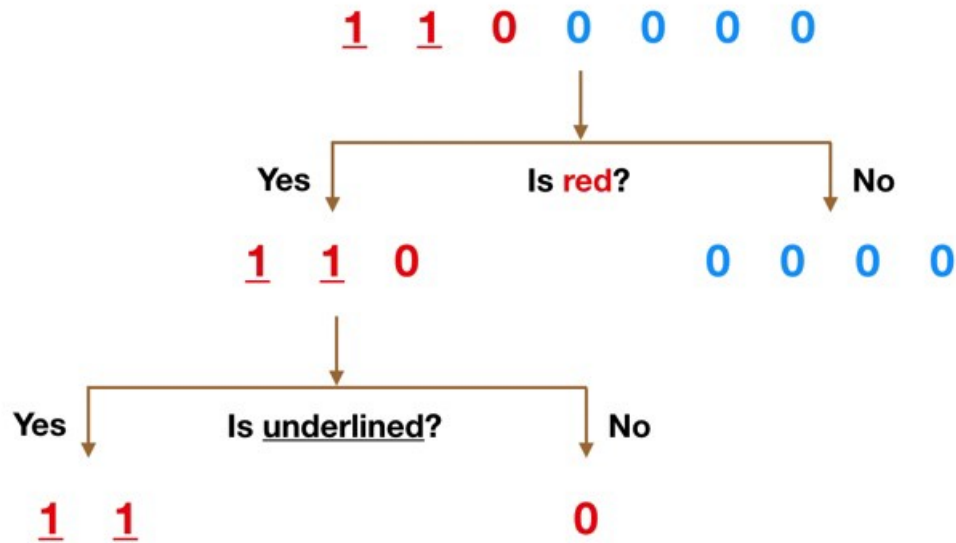 1 1 0 0 0 0 0
Yes Is red? No
1 1 0 0 0 0 0
Yes Is underlined? No
1 1 0